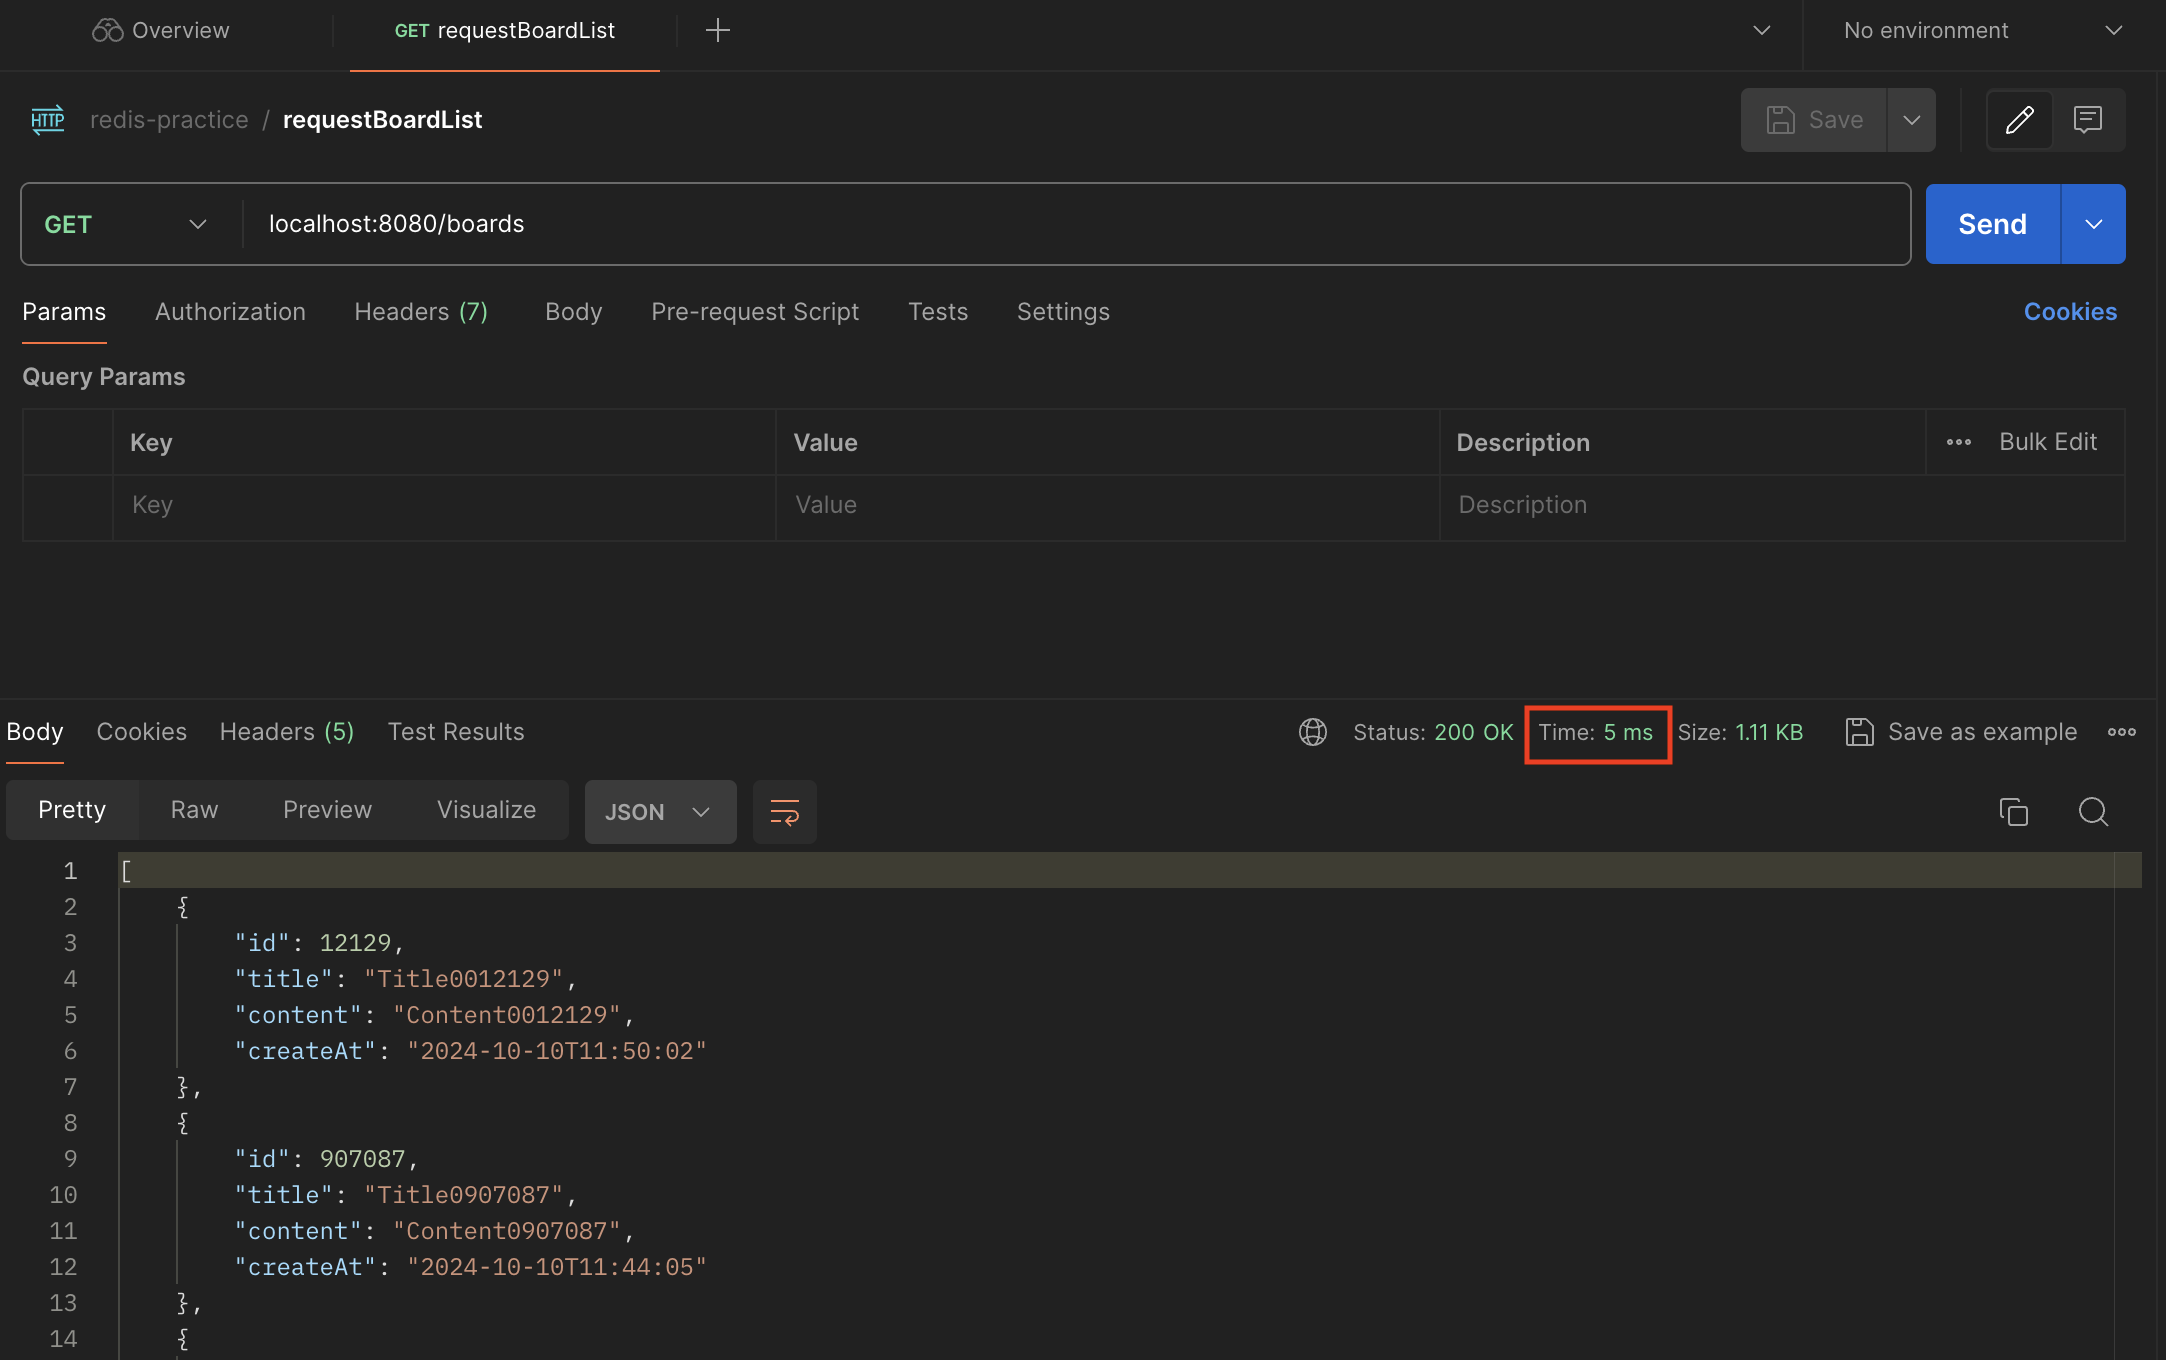 Overview
GET requestBoardList
No environment
HTTP redis-practice / requestBoardList
Save
GET localhost:8080/boards
Send
Params Authorization Headers (7) Body Pre-request Script Tests Settings Cookies
Query Params
Key Value Description Bulk Edit
Key Value Description
Body Cookies Headers (5) Test Results Status: 200 OK Time: 5 ms Size: 1.11 KB Save as example
Pretty Raw Preview Visualize JSON
1 [
2 {
3 "id": 12129,
4 "title": "Title0012129",
5 "content": "Content0012129",
6 "createAt": "2024-10-10T11:50:02"
7 },
8 {
9 "id": 907087,
10 "title": "Title0907087",
11 "content": "Content0907087",
12 "createAt": "2024-10-10T11:44:05"
13 },
14 {